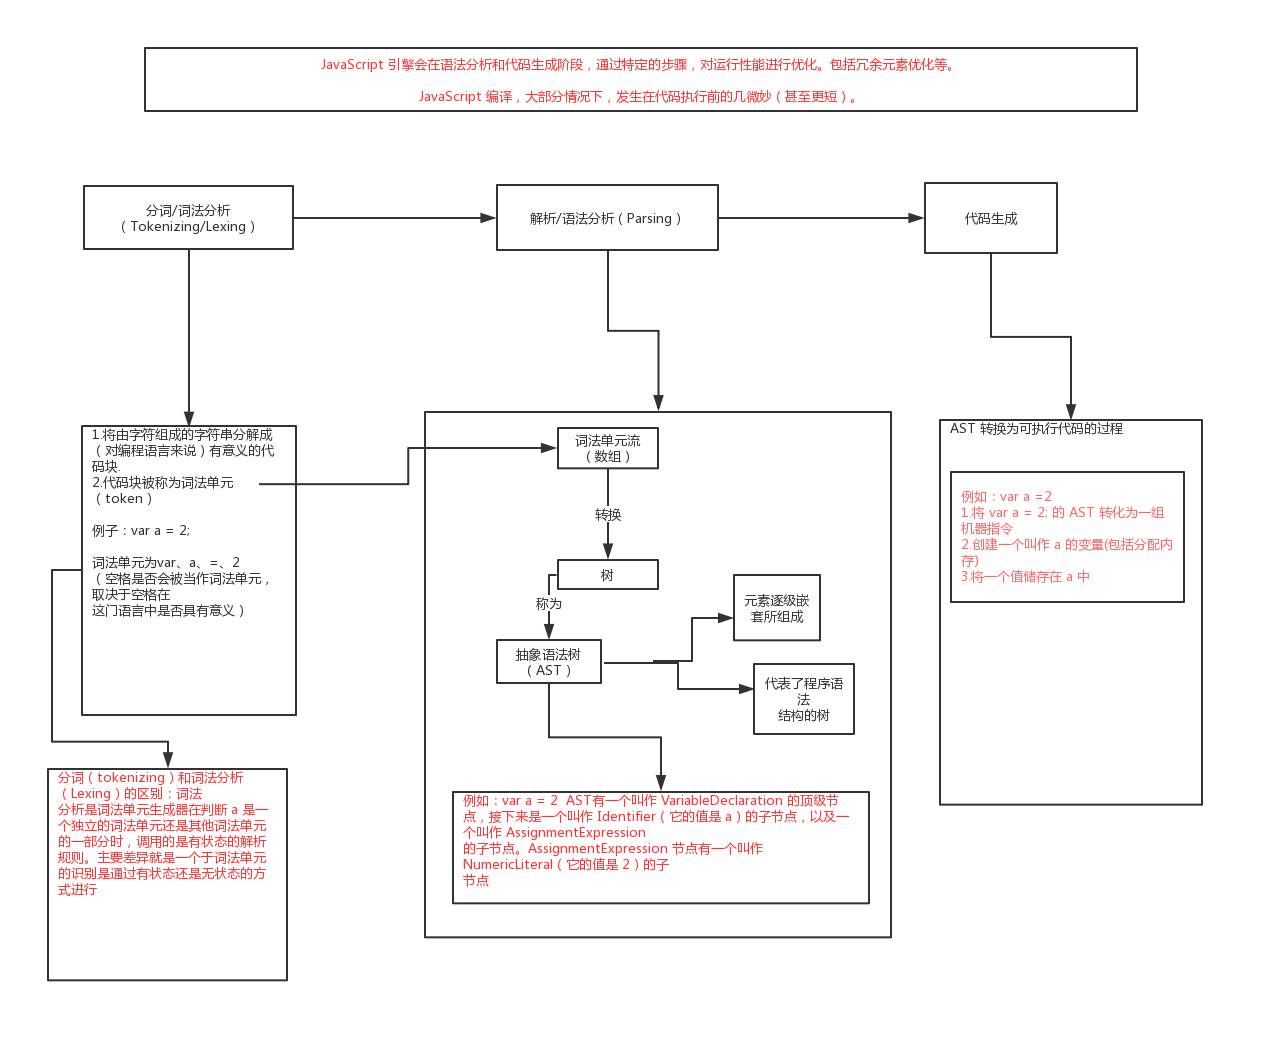 JavaScript 引擎会在语法分析和代码生成阶段，通过特定的步骤，对运行性能进行优化。包括冗余元素优化等。
JavaScript 编译，大部分情况下，发生在代码执行前的几微妙（甚至更短）。
分词/词法分析
（Tokenizing/Lexing）
解析/语法分析（Parsing）
代码生成
1.将由字符组成的字符串分解成
（对编程语言来说）有意义的代
码块.
2.代码块被称为词法单元
（token）
例子：var a = 2;
词法单元为var、a、=、2
（空格是否会被当作词法单元，
取决于空格在
这门语言中是否具有意义）
分词（tokenizing）和词法分析
（Lexing）的区别：词法
分析是词法单元生成器在判断 a 是一
个独立的词法单元还是其他词法单元
的一部分时，调用的是有状态的解析
规则。主要差异就是一个于词法单元
的识别是通过有状态还是无状态的方
式进行
词法单元流
（数组）
转换
树
称为
抽象语法树
（AST）
元素逐级嵌
套所组成
代表了程序语
法
结构的树
例如：var a = 2  AST有一个叫作 VariableDeclaration 的顶级节
点，接下来是一个叫作 Identifier（它的值是 a）的子节点，以及一
个叫作 AssignmentExpression
的子节点。AssignmentExpression 节点有一个叫作
NumericLiteral（它的值是 2）的子
节点
AST 转换为可执行代码的过程
例如：var a =2
1.将 var a = 2; 的 AST 转化为一组
机器指令
2.创建一个叫作 a 的变量(包括分配内
存)
3.将一个值储存在 a 中